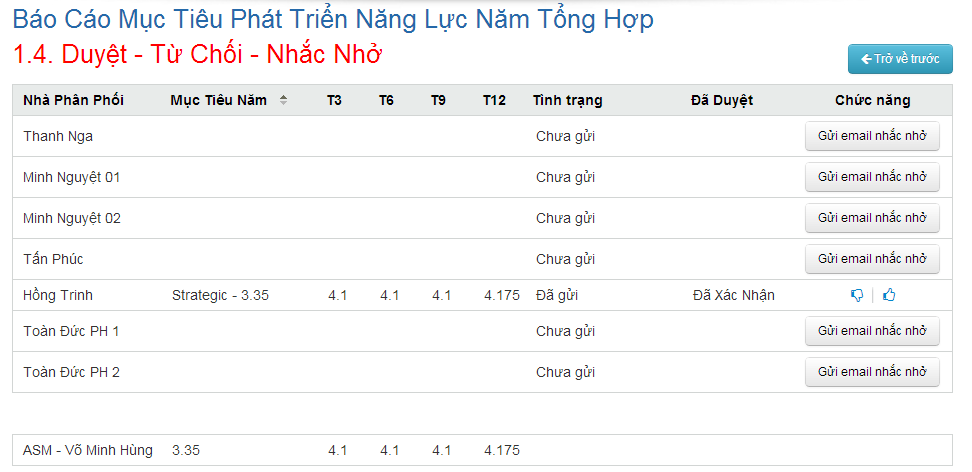 Báo Cáo Mục Tiêu Phát Triển Năng Lực Năm Tổng Hợp
1.4. Duyệt - Từ Chối - Nhắc Nhở
Trở về trước
Nhà Phân Phối Mục Tiêu Năm T3 T6 T9 T12 Tình trạng Đã Duyệt Chức năng
Thanh Nga Chưa gửi Gửi email nhắc nhở
Minh Nguyệt 01 Chưa gửi Gửi email nhắc nhở
Minh Nguyệt 02 Chưa gửi Gửi email nhắc nhở
Tấn Phúc Chưa gửi Gửi email nhắc nhở
Hồng Trinh Strategic - 3.35 4.1 4.1 4.1 4.175 Đã gửi Đã Xác Nhận
Toàn Đức PH 1 Chưa gửi Gửi email nhắc nhở
Toàn Đức PH 2 Chưa gửi Gửi email nhắc nhở
ASM - Võ Minh Hùng 3.35 4.1 4.1 4.1 4.175